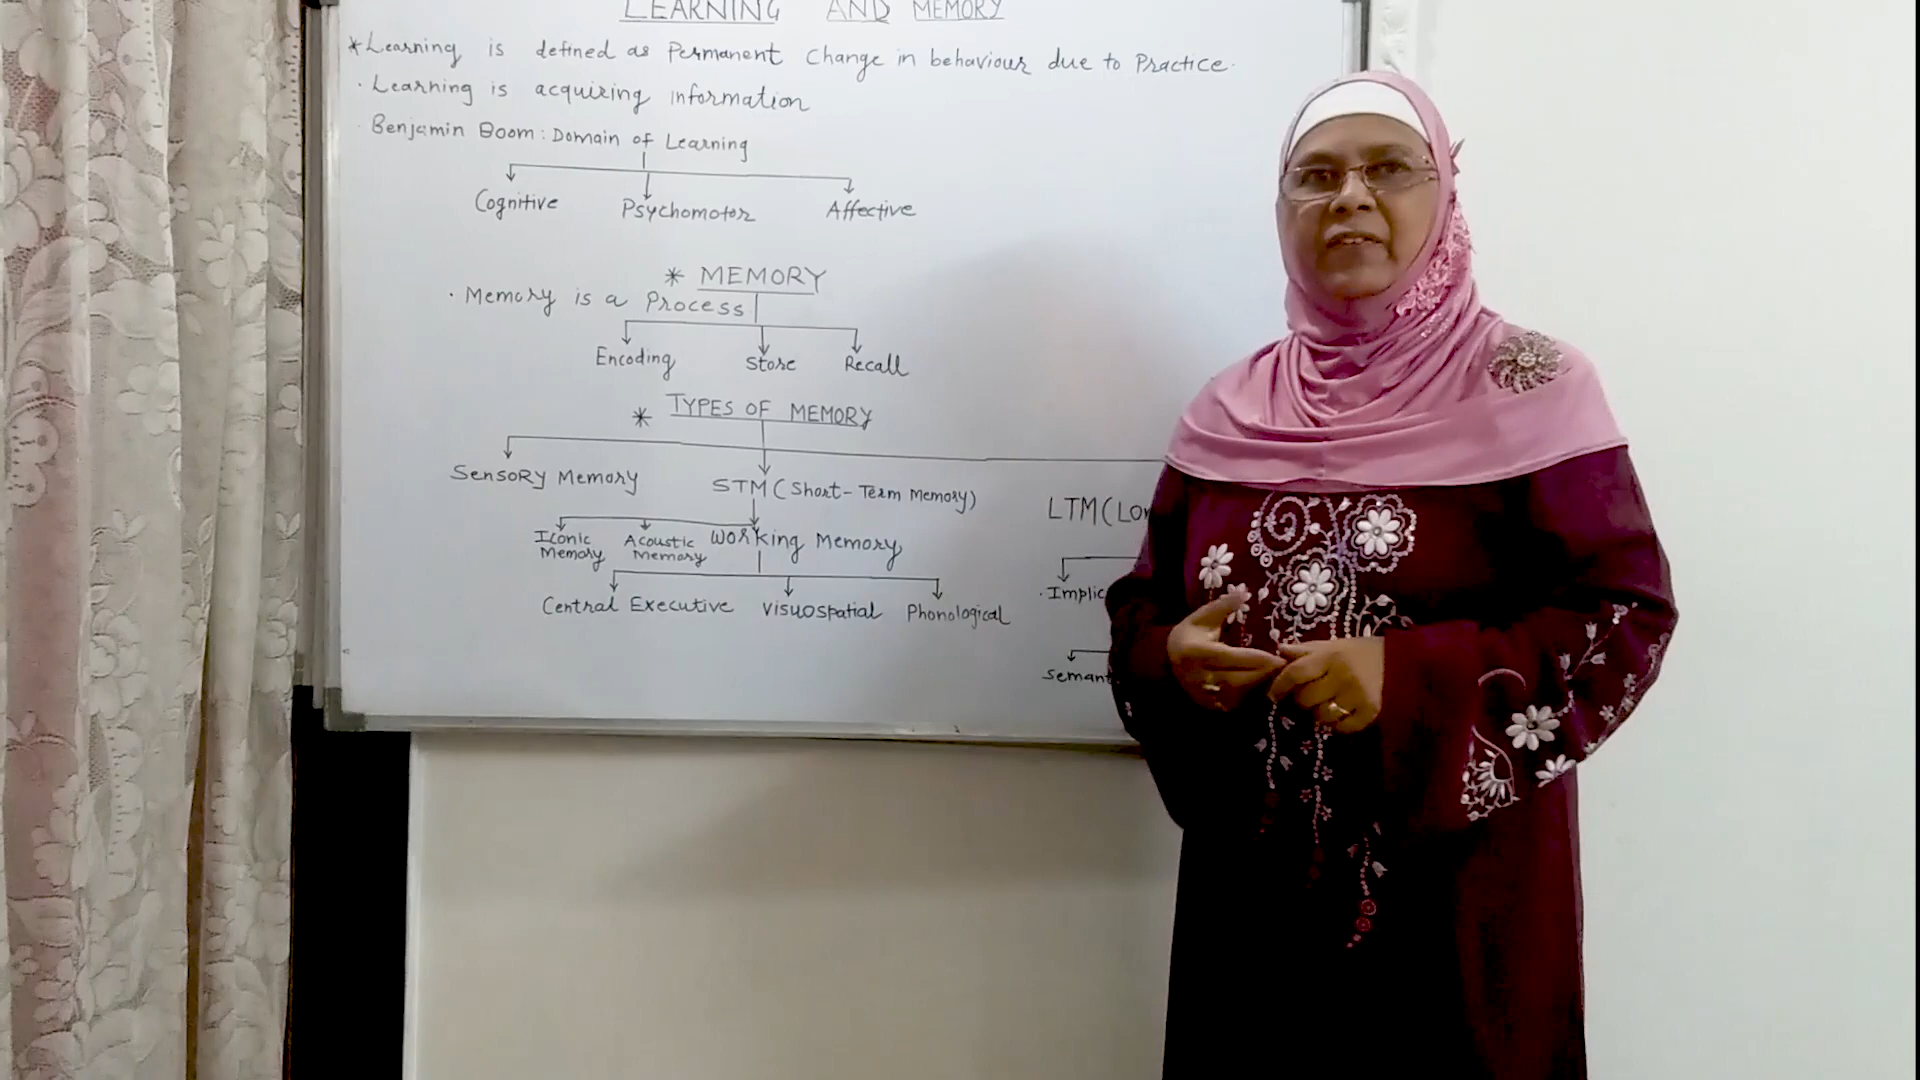 LEARNING AND MEMORY
* Learning is defined as Permanent Change in behaviour due to Practice.
· Learning is acquiring information
· Benjamin Boom: Domain of Learning
Cognitive Psychomotor Affective
* MEMORY
· Memory is a Process
Encoding Store Recall
* TYPES OF MEMORY
Sensory Memory STM (Short-Term Memory) LTM (Lon
Iconic Memory Acoustic Memory Working Memory
· Implic
Central Executive Visuospatial Phonological
Semant